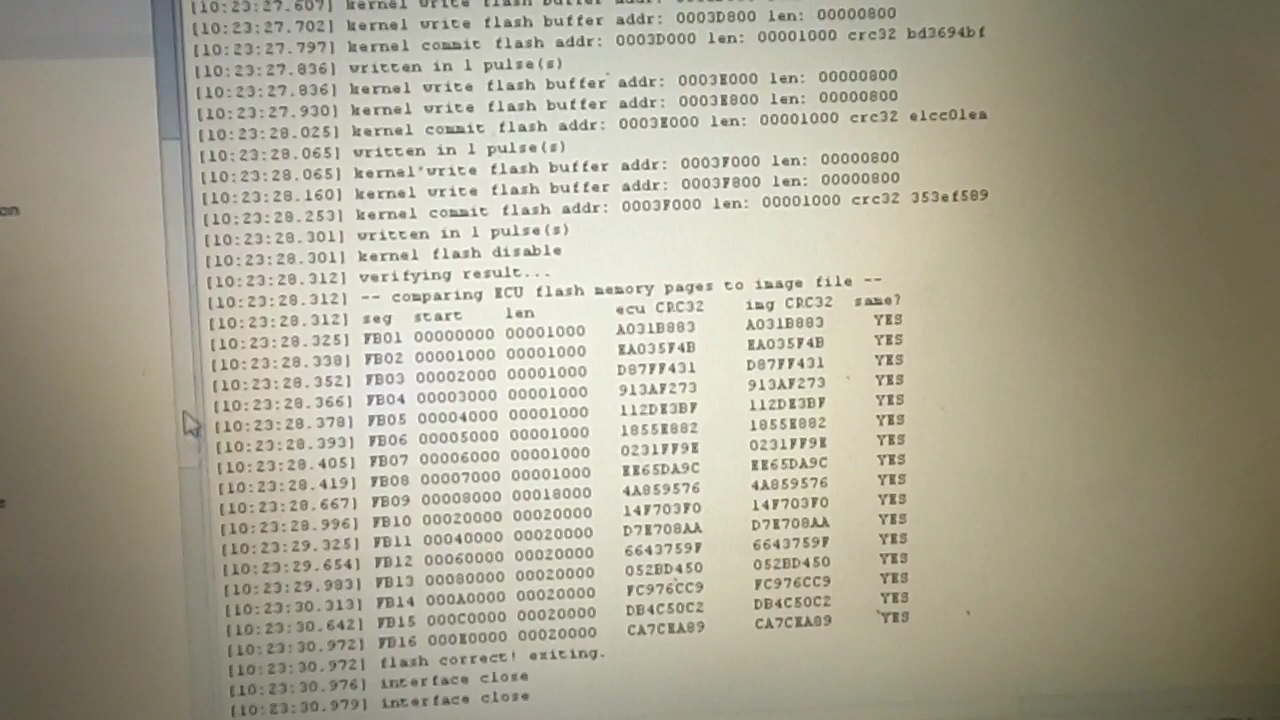 [10:23:27.607] kernel write flash buffer addr:
[10:23:27.702] kernel write flash buffer addr: 0003D800 len: 00000800
[10:23:27.797] kernel commit flash addr: 0003D000 len: 00001000 crc32 bd3694bf
[10:23:27.836] written in 1 pulse(s)
[10:23:27.836] kernel write flash buffer addr: 0003E000 len: 00000800
[10:23:27.930] kernel write flash buffer addr: 0003E800 len: 00000800
[10:23:28.025] kernel commit flash addr: 0003E000 len: 00001000 crc32 e1cc01ea
[10:23:28.065] written in 1 pulse(s)
[10:23:28.065] kernel write flash buffer addr: 0003F000 len: 00000800
[10:23:28.160] kernel write flash buffer addr: 0003F800 len: 00000800
[10:23:28.253] kernel commit flash addr: 0003F000 len: 00001000 crc32 353ef589
[10:23:28.301] written in 1 pulse(s)
[10:23:28.301] kernel flash disable
[10:23:28.312] verifying result...
[10:23:28.312] -- comparing ECU flash memory pages to image file --
[10:23:28.312] seg start len ecu CRC32 img CRC32 same?
[10:23:28.325] FB01 00000000 00001000 A031B883 A031B883 YES
[10:23:28.338] FB02 00001000 00001000 EA035F4B EA035F4B YES
[10:23:28.352] FB03 00002000 00001000 D87FF431 D87FF431 YES
[10:23:28.366] FB04 00003000 00001000 913AF273 913AF273 YES
[10:23:28.378] FB05 00004000 00001000 112DE3BF 112DE3BF YES
[10:23:28.393] FB06 00005000 00001000 1855E882 1855E882 YES
[10:23:28.405] FB07 00006000 00001000 0231FF9E 0231FF9E YES
[10:23:28.419] FB08 00007000 00001000 EE65DA9C EE65DA9C YES
[10:23:28.667] FB09 00008000 00018000 4A859576 4A859576 YES
[10:23:28.996] FB10 00020000 00020000 14F703F0 14F703F0 YES
[10:23:29.325] FB11 00040000 00020000 D7E708AA D7E708AA YES
[10:23:29.654] FB12 00060000 00020000 6643759F 6643759F YES
[10:23:29.983] FB13 00080000 00020000 052BD450 052BD450 YES
[10:23:30.313] FB14 000A0000 00020000 FC976CC9 FC976CC9 YES
[10:23:30.642] FB15 000C0000 00020000 DB4C50C2 DB4C50C2 YES
[10:23:30.972] FB16 000E0000 00020000 CA7CEA89 CA7CEA89 YES
[10:23:30.972] flash correct! exiting.
[10:23:30.976] interface close
[10:23:30.979] interface close